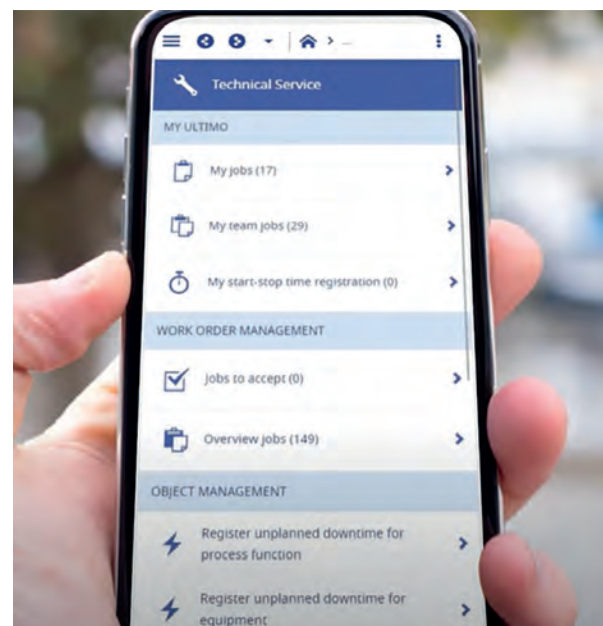 Technical Service
MY ULTIMO
My jobs (17)
My team jobs (29)
My start-stop time registration (0)
WORK ORDER MANAGEMENT
Jobs to accept (0)
Overview jobs (149)
OBJECT MANAGEMENT
Register unplanned downtime for
process function
Register unplanned downtime for
equipment